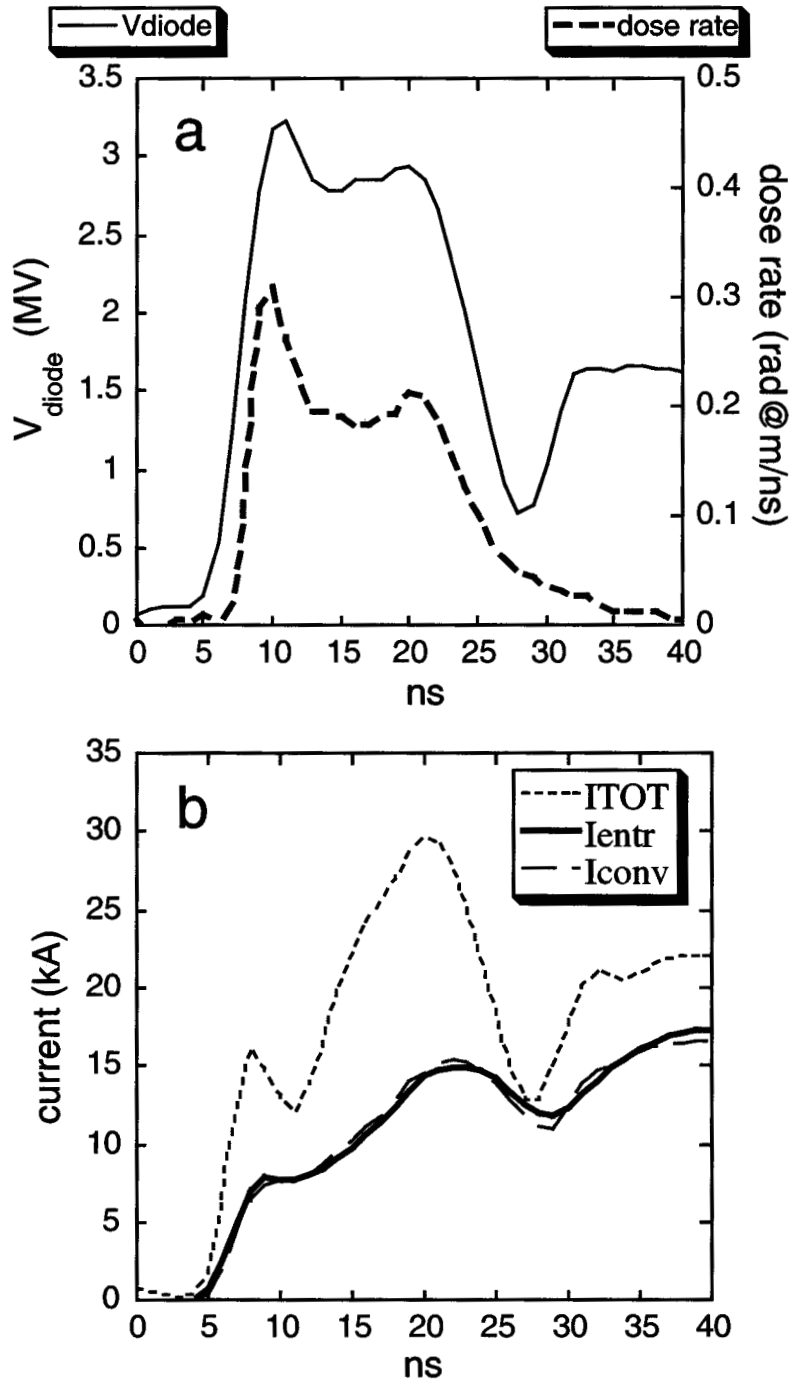 Vdiode dose rate
3.5 0.5
a
3
0.4
2.5
0.3
2
1.5
0.2
1
0.1
0.5
0 0
V diode (MV)
dose rate (rad@m/ns)
0 5 10 15 20 25 30 35 40
ns
35
b
ITOT
Ientr
Iconv
30
25
20
15
10
5
0
current (kA)
0 5 10 15 20 25 30 35 40
ns